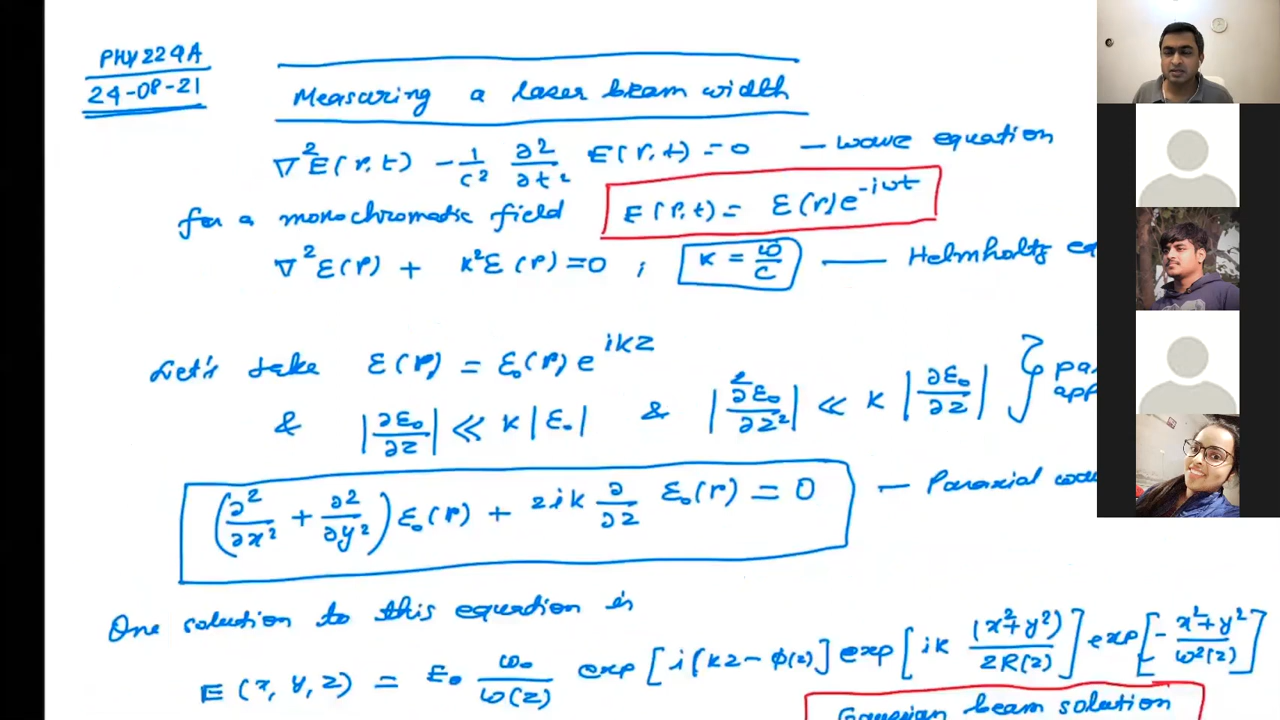 PHY224A
24-08-21
Measuring a laser beam width
∇²E(r,t) - 1/c² ∂²/∂t² E(r,t) = 0 — wave equation
for a monochromatic field E(r,t) = ℰ(r)e^{-iωt}
∇²ℰ(r) + k²ℰ(r) = 0 ; k = ω/c — Helmholtz eq
Let's take ℰ(r) = ℰ₀(r) e^{ikz}
& |∂ℰ₀/∂z| ≪ k|ℰ₀| & |∂²ℰ₀/∂z²| ≪ k |∂ℰ₀/∂z| } pa
app
(∂²/∂x² + ∂²/∂y²) ℰ₀(r) + 2ik ∂/∂z ℰ₀(r) = 0 — Paraxial
One solution to this equation is
E(x, y, z) = E₀ ω₀/ω(z) exp[i(kz - φ(z)] exp[ik (x²+y²)/2R(z)] exp[- x²+y²/ω²(z)]
Gaussian beam solution